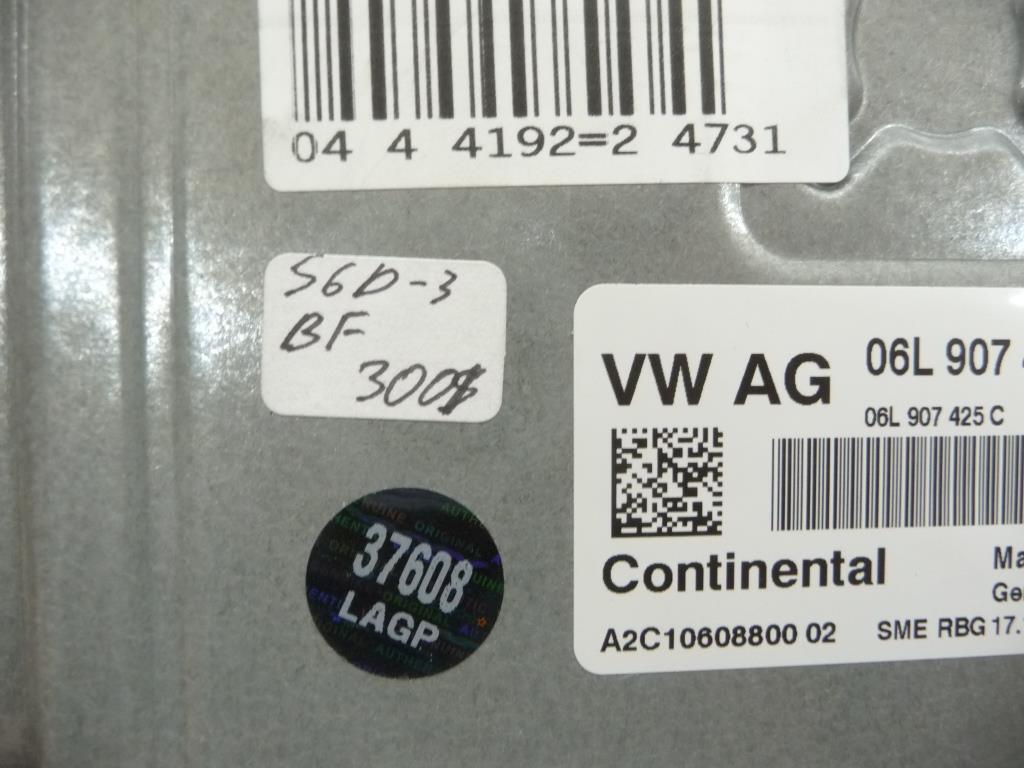 04 4 4192=2 4731
S6D-3
BF
300$
VW AG
06L 907
06L 907 425 C
Continental
A2C10608800 02
SME RBG 17.
37608
LAGP